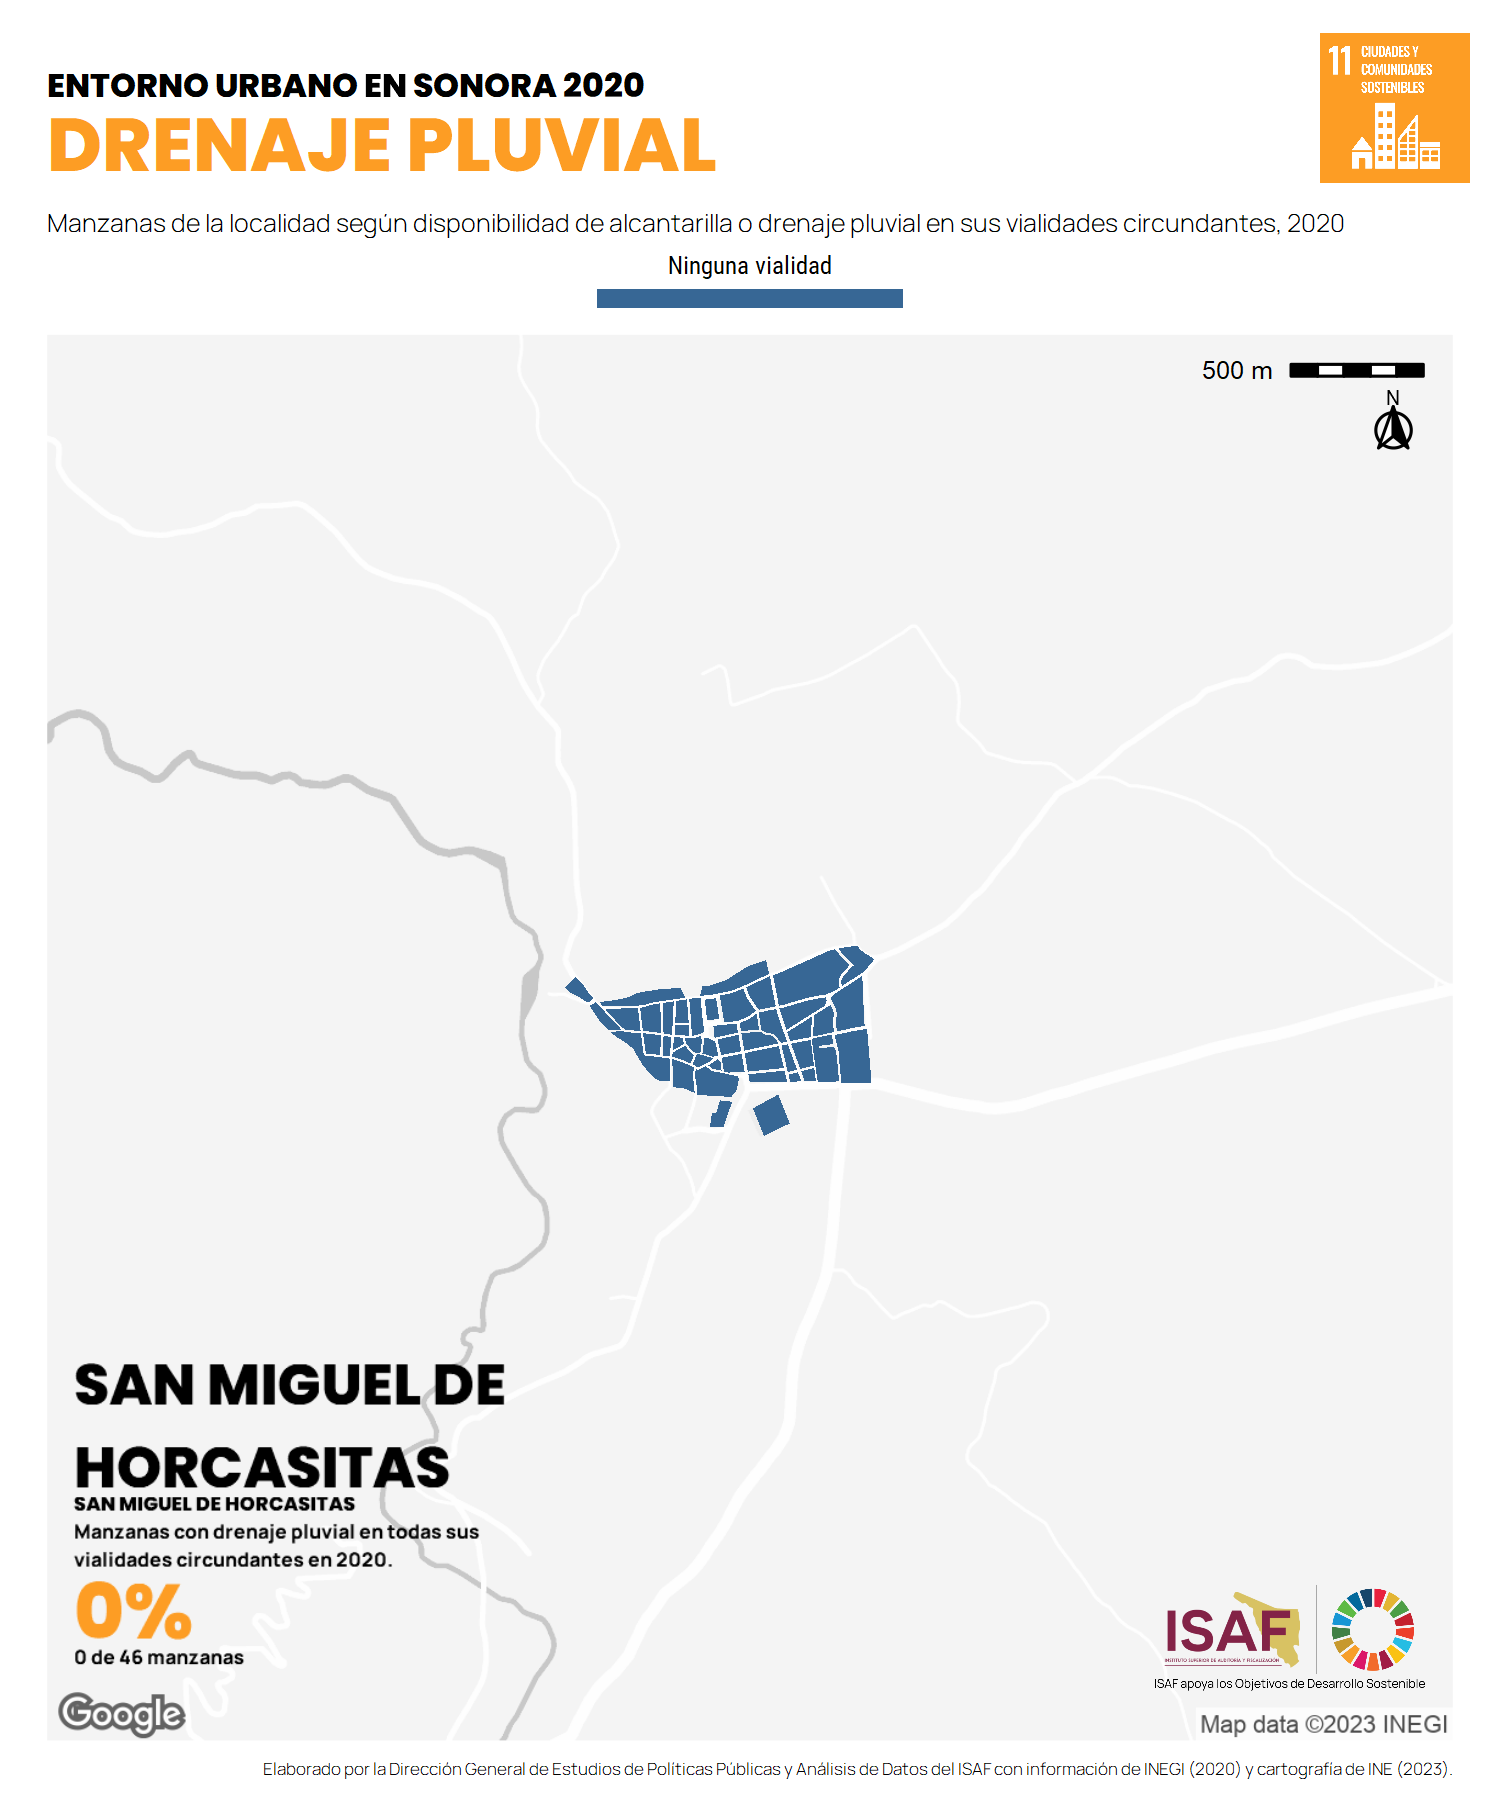 ENTORNO URBANO EN SONORA 2020
DRENAJE PLUVIAL
11 CIUDADES Y
COMUNIDADES
SOSTENIBLES
Manzanas de la localidad según disponibilidad de alcantarilla o drenaje pluvial en sus vialidades circundantes, 2020
Ninguna vialidad
500 m
N
SAN MIGUEL DE
HORCASITAS
SAN MIGUEL DE HORCASITAS
Manzanas con drenaje pluvial en todas sus
vialidades circundantes en 2020.
0%
0 de 46 manzanas
ISAF
INSTITUTO SUPERIOR DE AUDITORÍA Y FISCALIZACIÓN
ISAF apoya los Objetivos de Desarrollo Sostenible
Google
Map data ©2023 INEGI
Elaborado por la Dirección General de Estudios de Políticas Públicas y Análisis de Datos del ISAF con información de INEGI (2020) y cartografía de INE (2023).